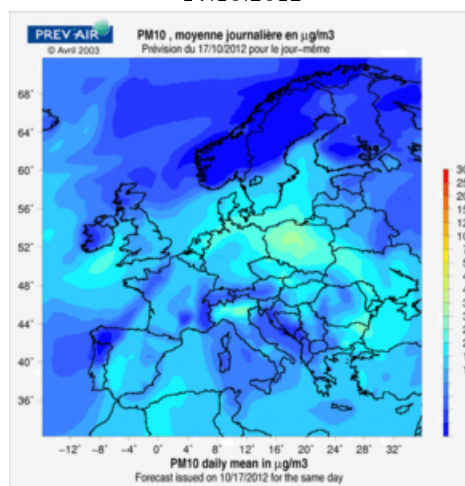 PREV'AIR
© Avril 2003
PM10 , moyenne journalière en µg/m3
Prévision du 17/10/2012 pour le jour-même
68°
64°
60°
56°
52°
48°
44°
40°
36°
−12° −8° −4° 0° 4° 8° 12° 16° 20° 24° 28° 32°
PM10 daily mean in µg/m3
Forecast issued on 10/17/2012 for the same day